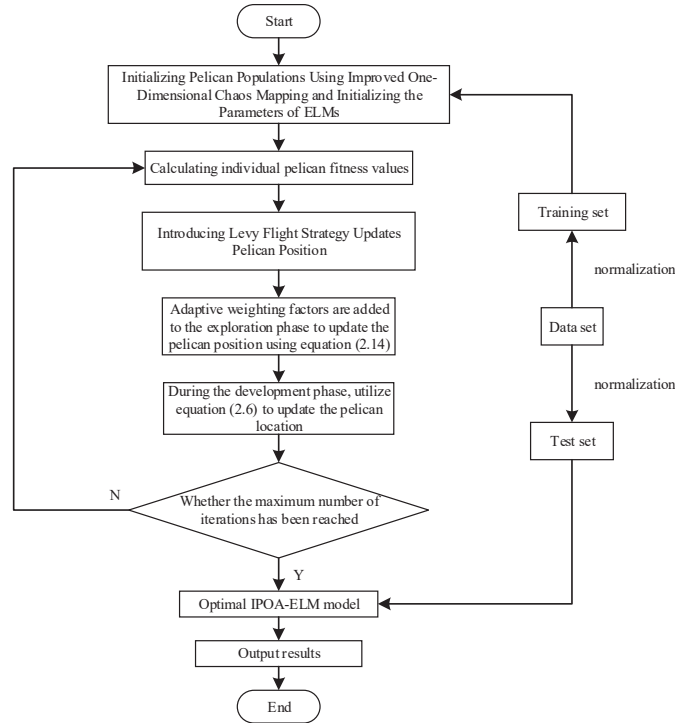 Start
Initializing Pelican Populations Using Improved One-
Dimensional Chaos Mapping and Initializing the
Parameters of ELMs
Calculating individual pelican fitness values
Introducing Levy Flight Strategy Updates
Pelican Position
Adaptive weighting factors are added
to the exploration phase to update the
pelican position using equation (2.14)
During the development phase, utilize
equation (2.6) to update the pelican
location
Whether the maximum number of
iterations has been reached
N
Y
Optimal IPOA-ELM model
Output results
End
Training set
normalization
Data set
normalization
Test set